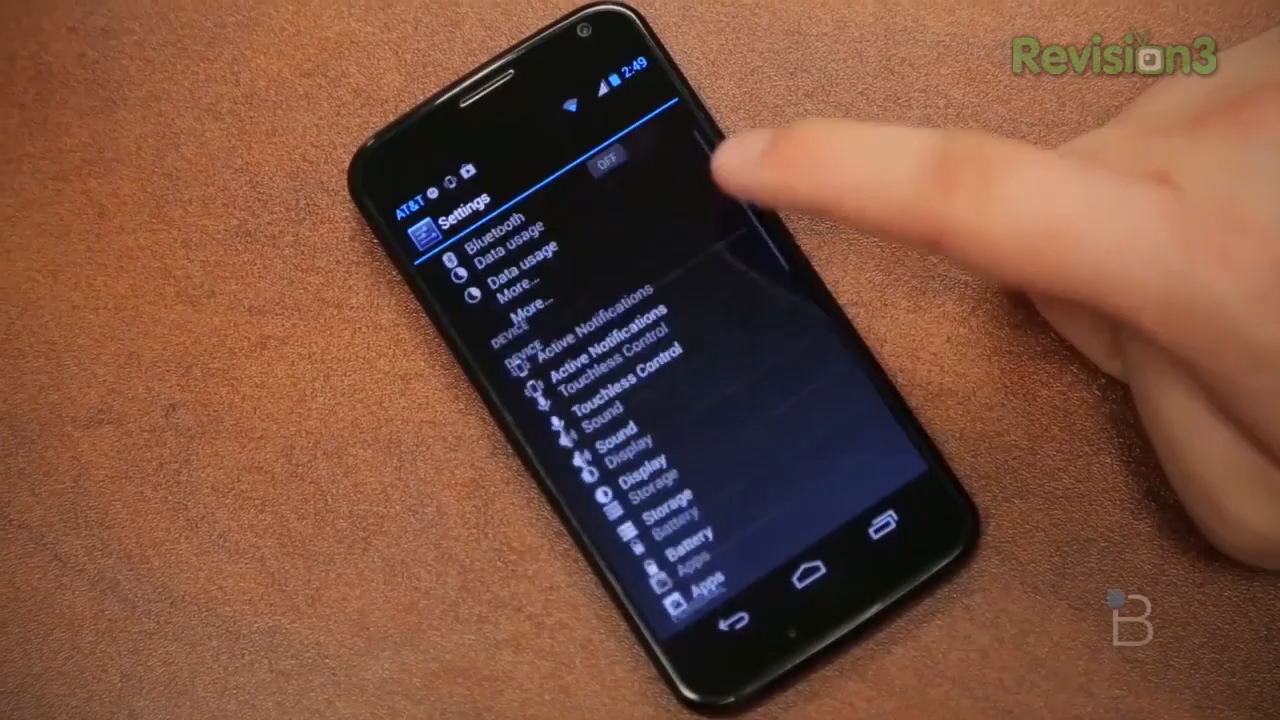 Revision3
2:49
AT&T
Settings
OFF
Bluetooth
Data usage
Data usage
More...
More...
DEVICE
DEVICE
Active Notifications
Active Notifications
Touchless Control
Touchless Control
Sound
Sound
Display
Display
Storage
Storage
Battery
Battery
Apps
Apps
B